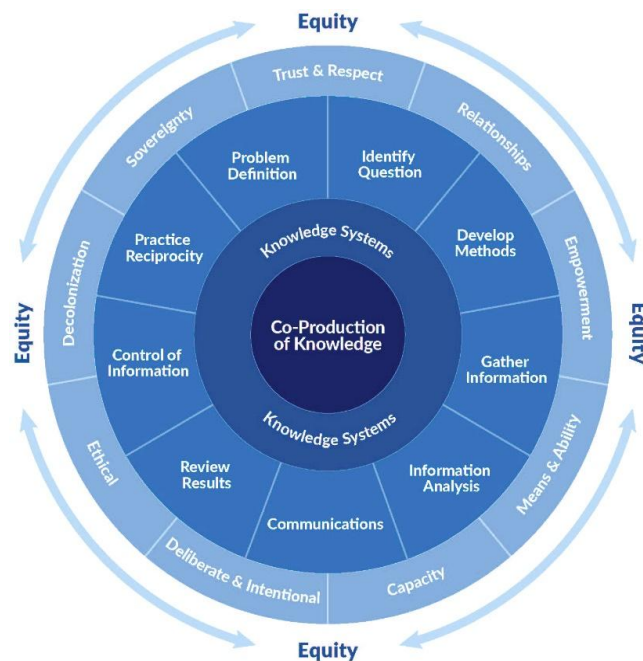 Equity
Trust & Respect
Relationships
Empowerment
Means & Ability
Capacity
Deliberate & Intentional
Ethical
Decolonization
Sovereignty
Equity
Equity
Equity
Problem
Definition
Identify
Question
Develop
Methods
Gather
Information
Information
Analysis
Communications
Review
Results
Control of
Information
Practice
Reciprocity
Knowledge Systems
Co-Production
of Knowledge
Knowledge Systems